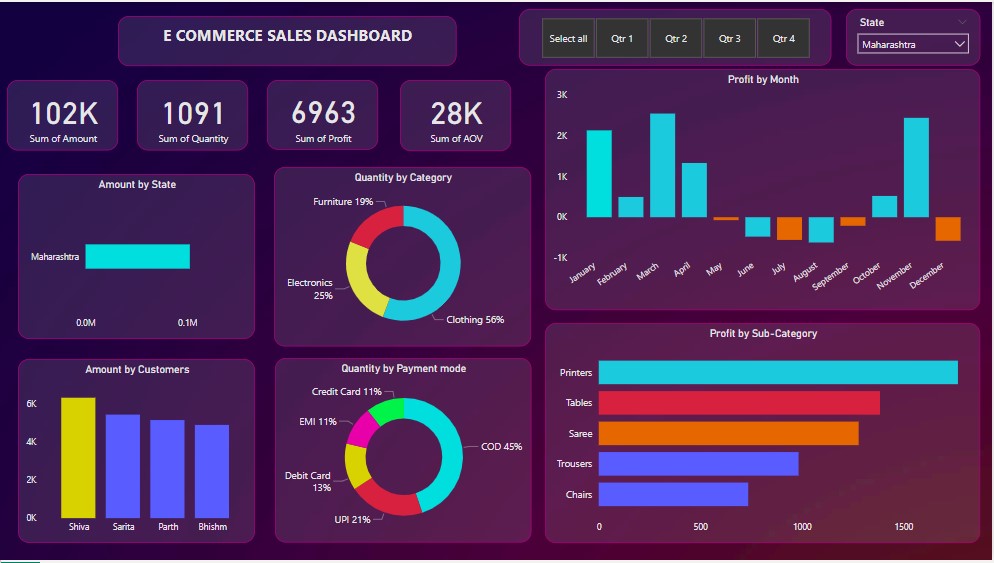 E COMMERCE SALES DASHBOARD
Select all
Qtr 1
Qtr 2
Qtr 3
Qtr 4
State
Maharashtra
102K
Sum of Amount
1091
Sum of Quantity
6963
Sum of Profit
28K
Sum of AOV
Profit by Month
3K
2K
1K
0K
-1K
January
February
March
April
May
June
July
August
September
October
November
December
Amount by State
Maharashtra
0.0M
0.1M
Quantity by Category
Furniture 19%
Electronics
25%
Clothing 56%
Amount by Customers
6K
4K
2K
0K
Shiva
Sarita
Parth
Bhishm
Quantity by Payment mode
Credit Card 11%
EMI 11%
COD 45%
Debit Card
13%
UPI 21%
Profit by Sub-Category
Printers
Tables
Saree
Trousers
Chairs
0
500
1000
1500